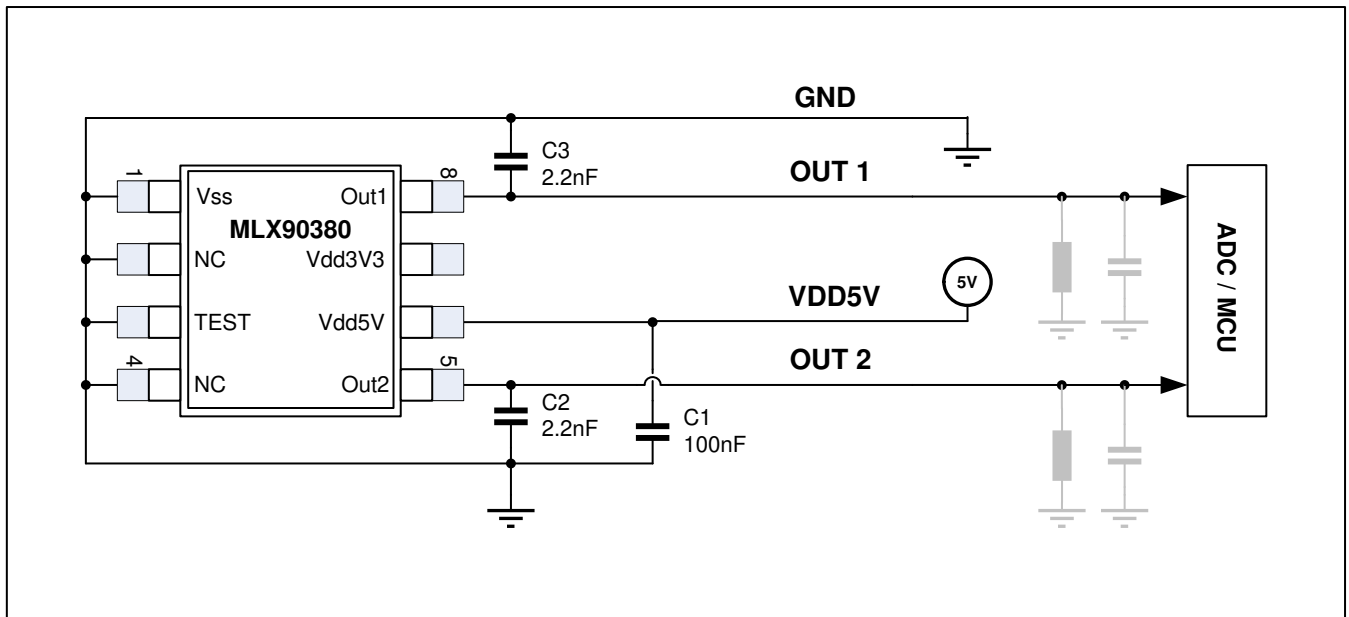 GND
C3
2.2nF
OUT 1
1
8
Vss
Out1
MLX90380
NC
Vdd3V3
5V
VDD5V
TEST
Vdd5V
ADC / MCU
OUT 2
4
5
NC
Out2
C2
2.2nF
C1
100nF